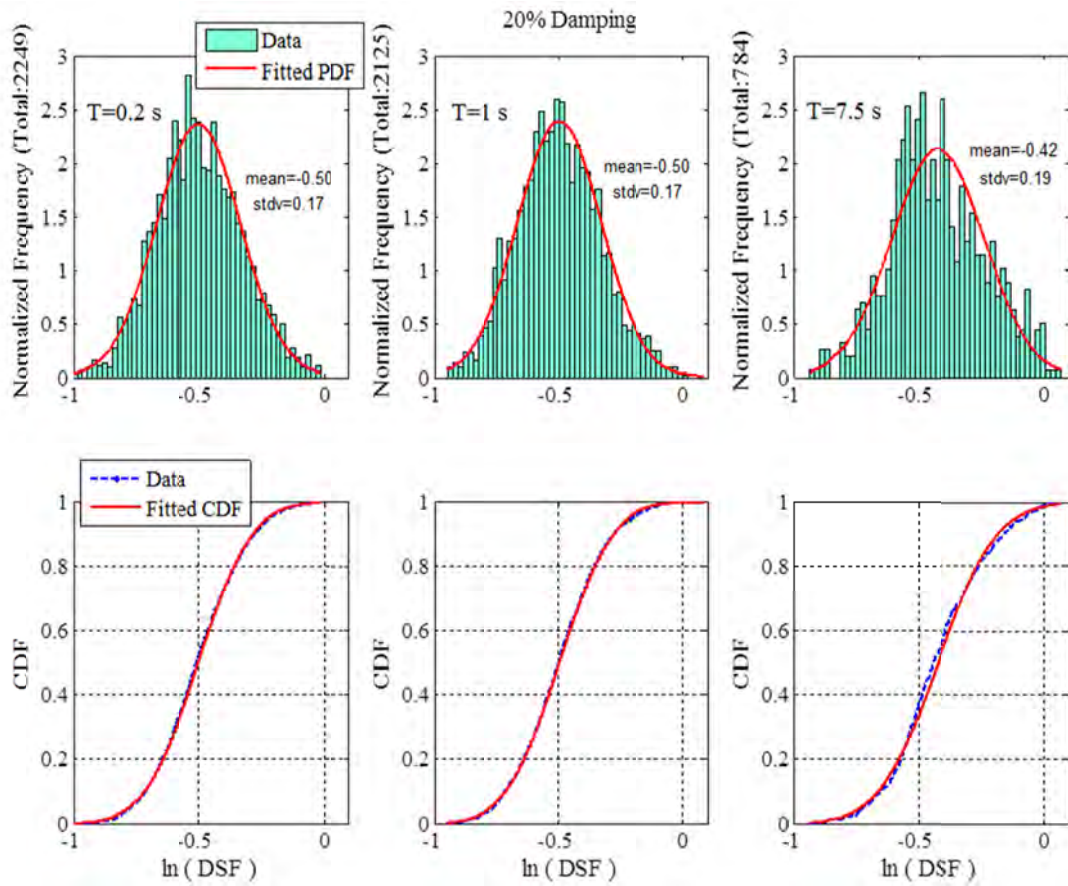 20% Damping
Normalized Frequency (Total:2249)
3
2.5
2
1.5
1
0.5
0
-1
-0.5
0
Data
Fitted PDF
T=0.2 s
mean=-0.50
stdv=0.17
Normalized Frequency (Total:2125)
3
2.5
2
1.5
1
0.5
0
-1
-0.5
0
T=1 s
mean=-0.50
stdv=0.17
Normalized Frequency (Total:784)
3
2.5
2
1.5
1
0.5
0
-1
-0.5
0
T=7.5 s
mean=-0.42
stdv=0.19
CDF
1
0.8
0.6
0.4
0.2
0
-1
-0.5
0
ln ( DSF )
Data
Fitted CDF
CDF
1
0.8
0.6
0.4
0.2
0
-1
-0.5
0
ln ( DSF )
CDF
1
0.8
0.6
0.4
0.2
0
-1
-0.5
0
ln ( DSF )